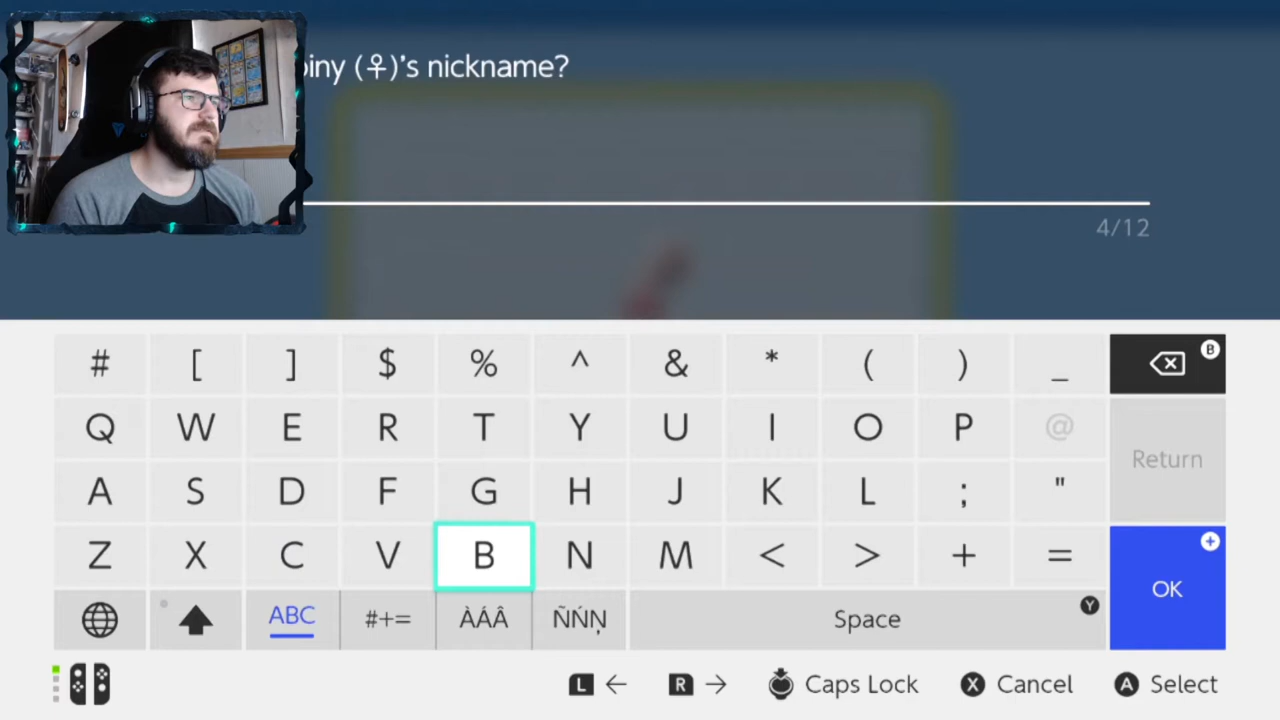 iny (♀)'s nickname?
4/12
# [ ] $ % ^ & * ( ) _ B
Q W E R T Y U I O P @ Return
A S D F G H J K L ; "
Z X C V B N M < > + = + OK
ABC #+= ÀÁÂ ÑŃŅ Space Y
L ← R → Caps Lock X Cancel A Select